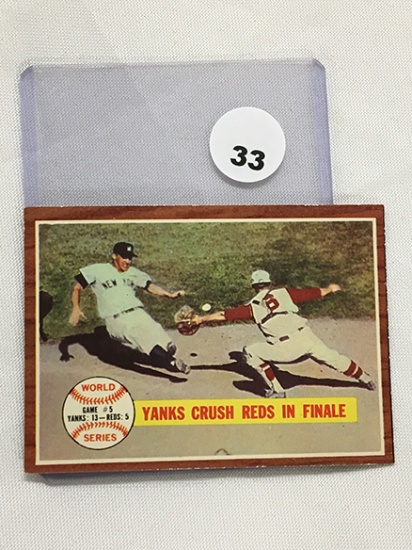 33
NEW YORK
WORLD
GAME #5
YANKS: 13 — REDS: 5
SERIES
YANKS CRUSH REDS IN FINALE